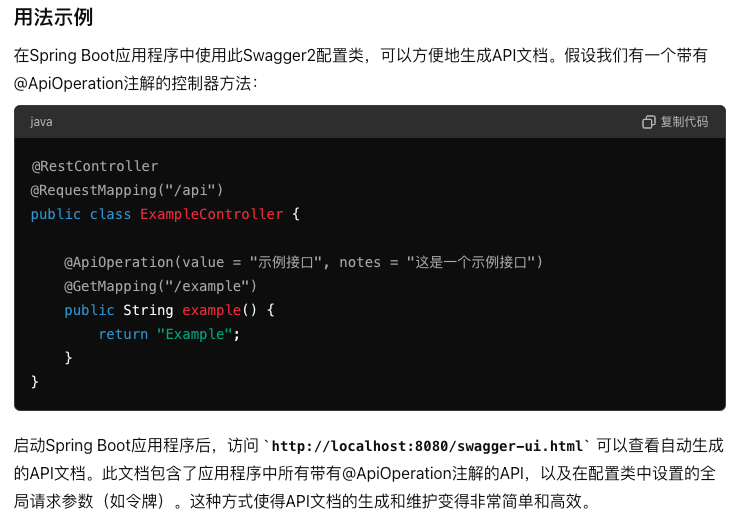 用法示例
在Spring Boot应用程序中使用此Swagger2配置类，可以方便地生成API文档。假设我们有一个带有
@ApiOperation注解的控制器方法：
java
复制代码
@RestController
@RequestMapping("/api")
public class ExampleController {
@ApiOperation(value = "示例接口", notes = "这是一个示例接口")
@GetMapping("/example")
public String example() {
return "Example";
}
}
启动Spring Boot应用程序后，访问 `http://localhost:8080/swagger-ui.html` 可以查看自动生成
的API文档。此文档包含了应用程序中所有带有@ApiOperation注解的API，以及在配置类中设置的全
局请求参数（如令牌）。这种方式使得API文档的生成和维护变得非常简单和高效。